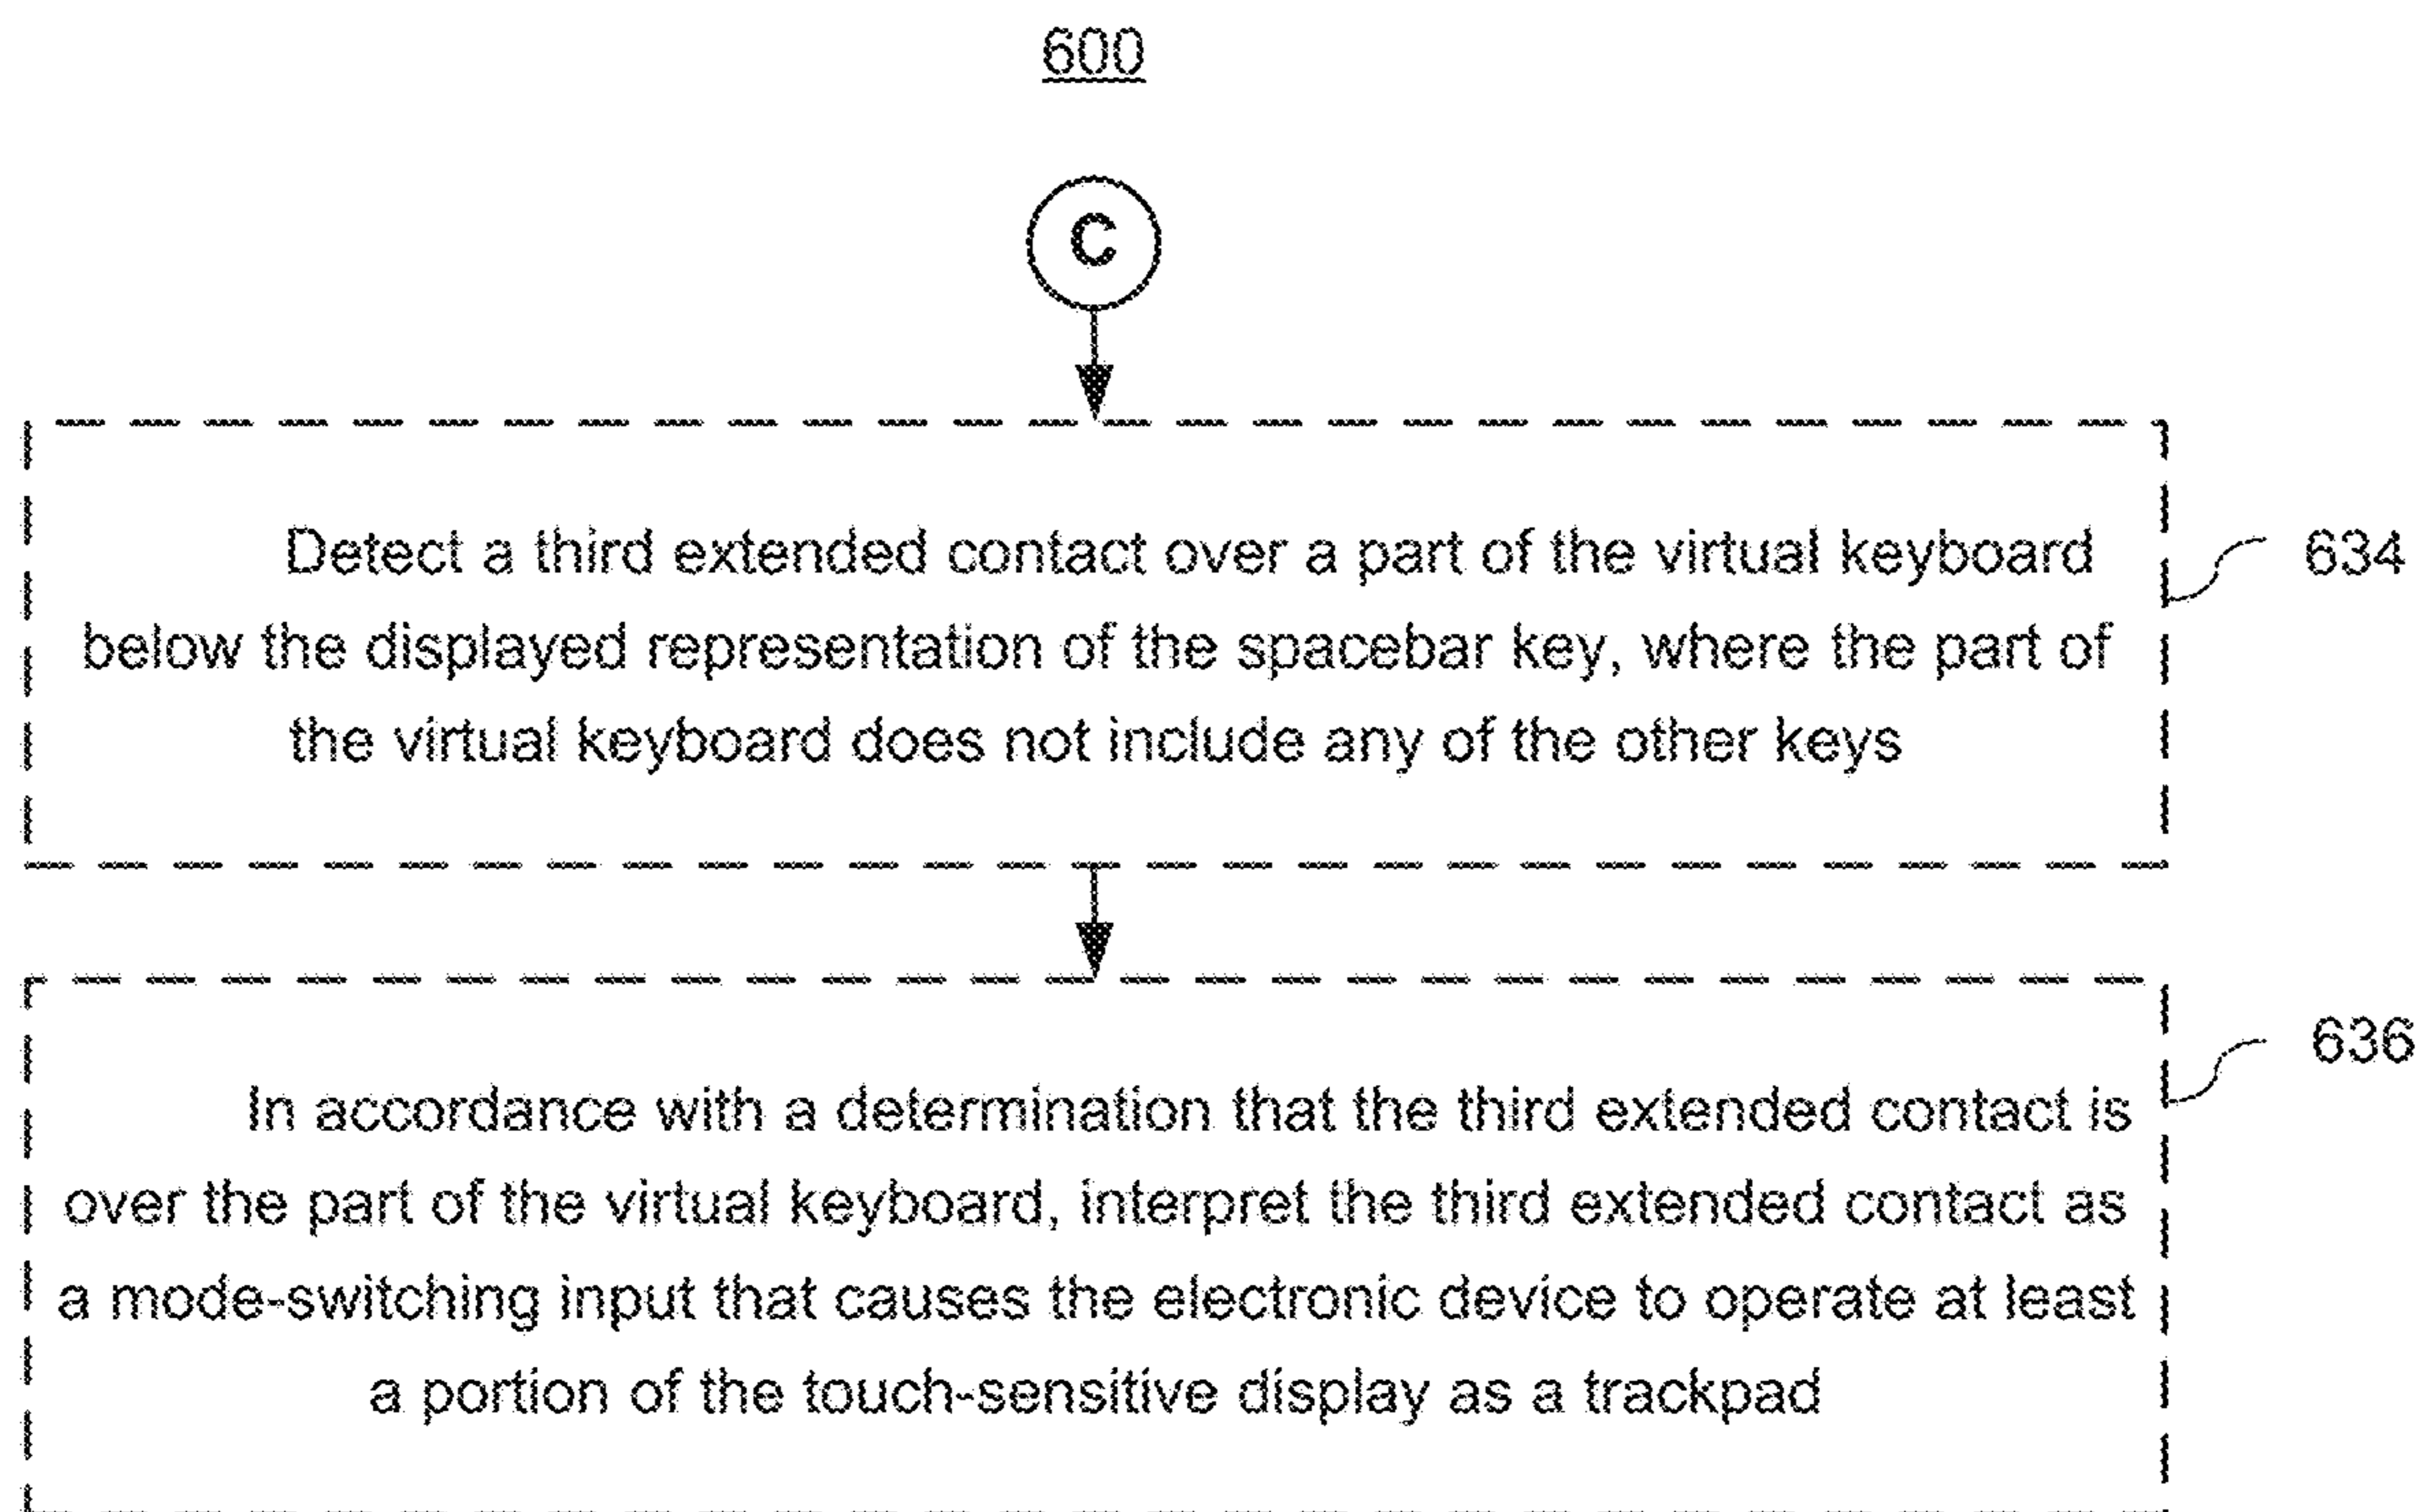 600
C
Detect a third extended contact over a part of the virtual keyboard
634
below the displayed representation of the spacebar key, where the part of
the virtual keyboard does not include any of the other keys
636
In accordance with a determination that the third extended contact is
over the part of the virtual keyboard, interpret the third extended contact as
a mode-switching input that causes the electronic device to operate at least
a portion of the touch-sensitive display as a trackpad